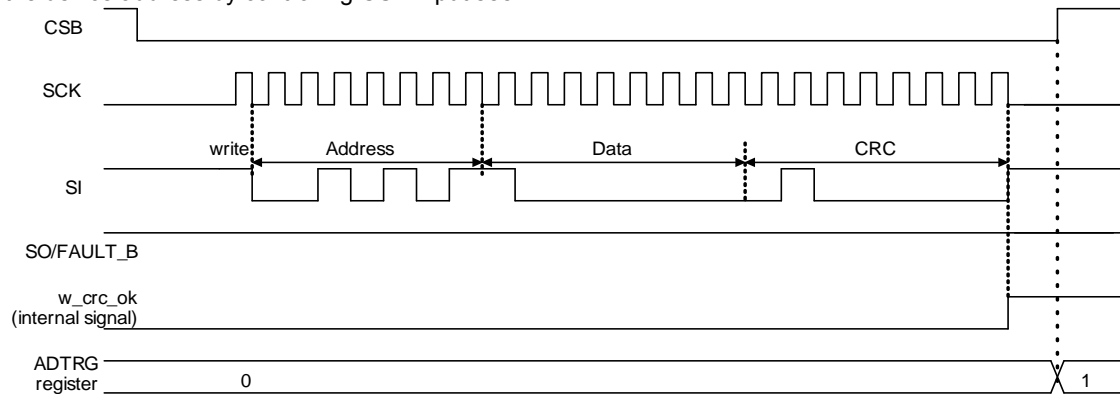 CSB
SCK
write Address Data CRC
SI
SO/FAULT_B
w_crc_ok
(internal signal)
ADTRG
register 0 1